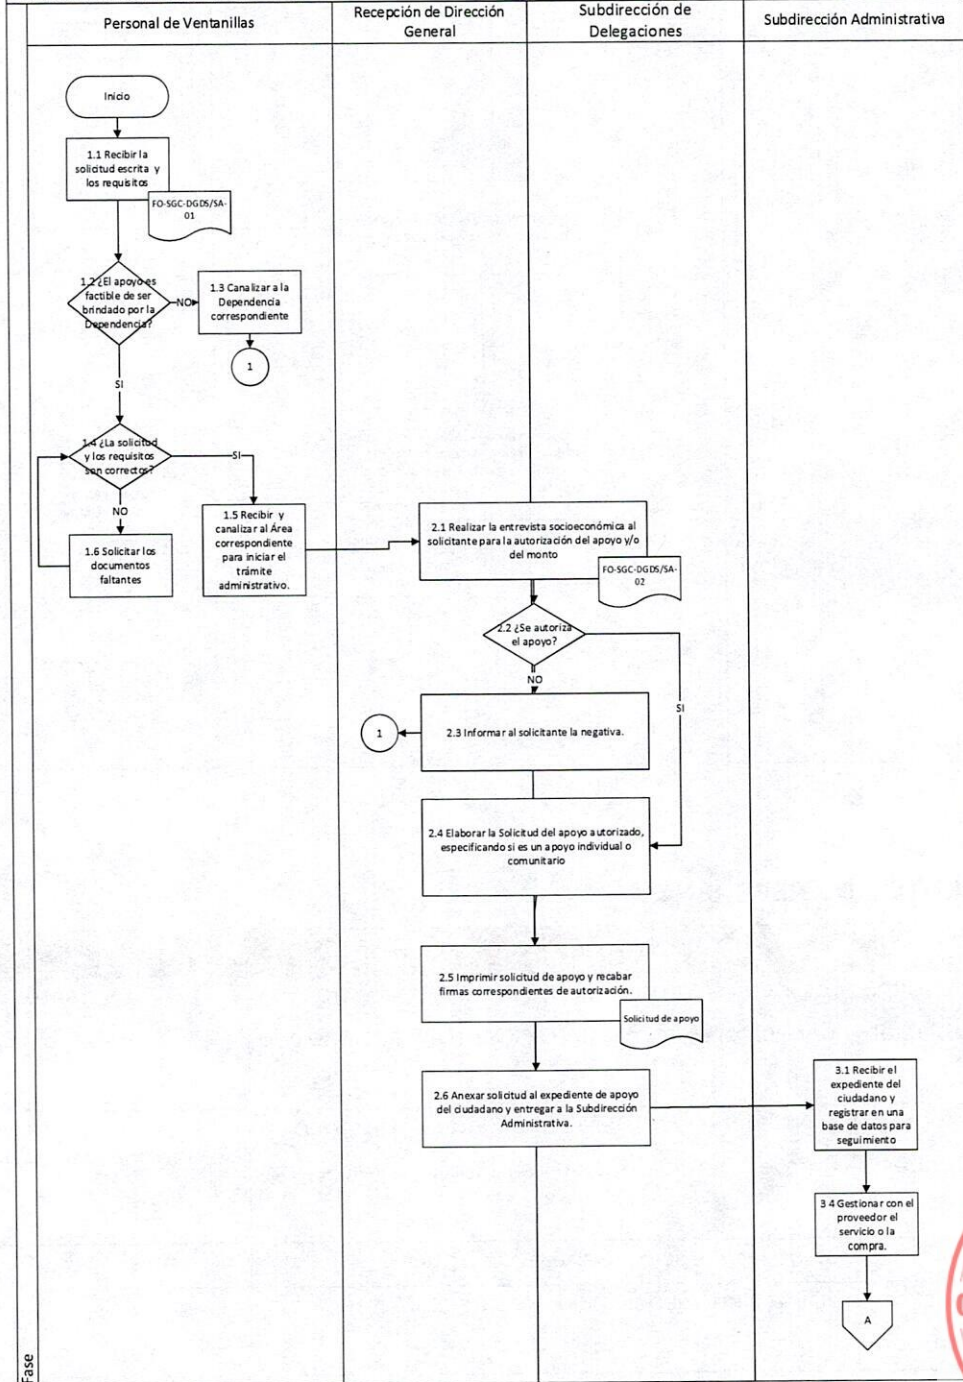 Personal de Ventanillas
Recepción de Dirección
General
Subdirección de
Delegaciones
Subdirección Administrativa
Inicio
1.1 Recibir la
solicitud escrita y
los requisitos
FO-SGC-DGDS/SA-
01
1.2 ¿El apoyo es
factible de ser
brindado por la
Dependencia?
NO
1.3 Canalizar a la
Dependencia
correspondiente
1
SI
1.4 ¿La solicitud
y los requisitos
son correctos?
SI
NO
1.6 Solicitar los
documentos
faltantes
1.5 Recibir y
canalizar al Área
correspondiente
para iniciar el
trámite
administrativo.
2.1 Realizar la entrevista socioeconómica al
solicitante para la autorización del apoyo y/o
del monto
FO-SGC-DGDS/SA-
02
2.2 ¿Se autoriza
el apoyo?
NO
SI
2.3 Informar al solicitante la negativa.
1
2.4 Elaborar la Solicitud del apoyo autorizado,
especificando si es un apoyo individual o
comunitario
2.5 Imprimir solicitud de apoyo y recabar
firmas correspondientes de autorización.
Solicitud de apoyo
2.6 Anexar solicitud al expediente de apoyo
del ciudadano y entregar a la Subdirección
Administrativa.
3.1 Recibir el
expediente del
ciudadano y
registrar en una
base de datos para
seguimiento
3 4 Gestionar con el
proveedor el
servicio o la
compra.
A
Fase